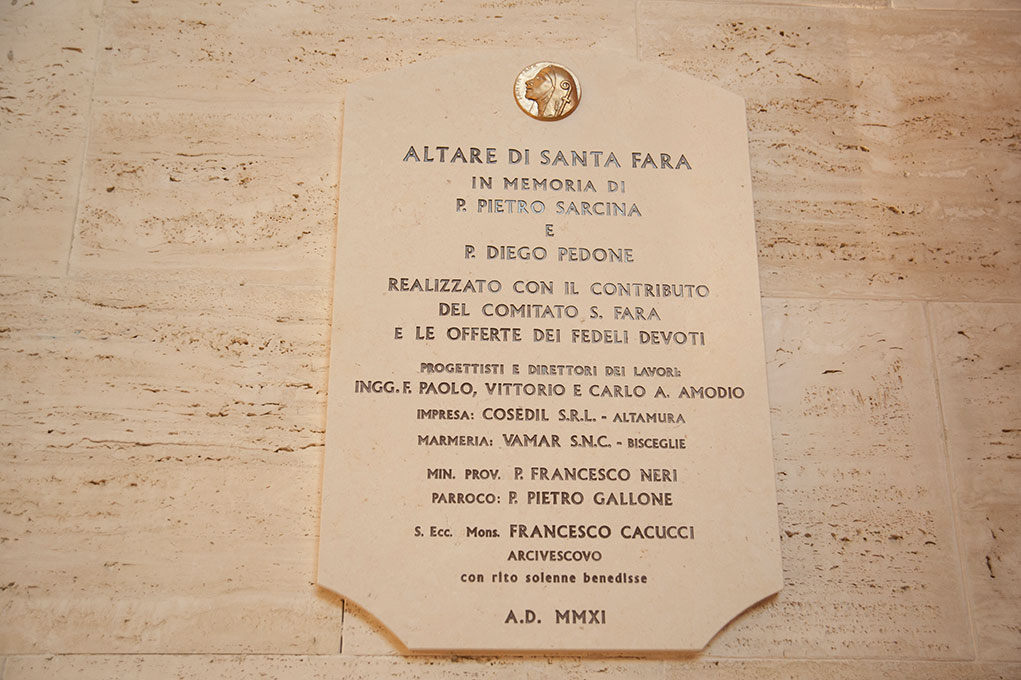 ALTARE DI SANTA FARA
IN MEMORIA DI
P. PIETRO SARCINA
E
P. DIEGO PEDONE
REALIZZATO CON IL CONTRIBUTO
DEL COMITATO S. FARA
E LE OFFERTE DEI FEDELI DEVOTI
PROGETTISTI E DIRETTORI DEI LAVORI:
INGG. F. PAOLO, VITTORIO E CARLO A. AMODIO
IMPRESA: COSEDIL S.R.L. - ALTAMURA
MARMERIA: VAMAR S.N.C. - BISCEGLIE
MIN. PROV. P. FRANCESCO NERI
PARROCO: P. PIETRO GALLONE
S. Ecc. Mons. FRANCESCO CACUCCI
ARCIVESCOVO
con rito solenne benedisse
A.D. MMXI